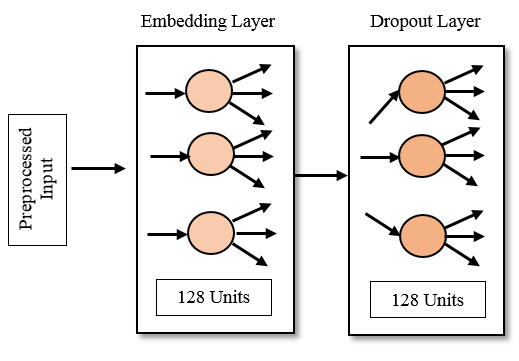 Embedding Layer
Dropout Layer
Preprocessed
Input
128 Units
128 Units